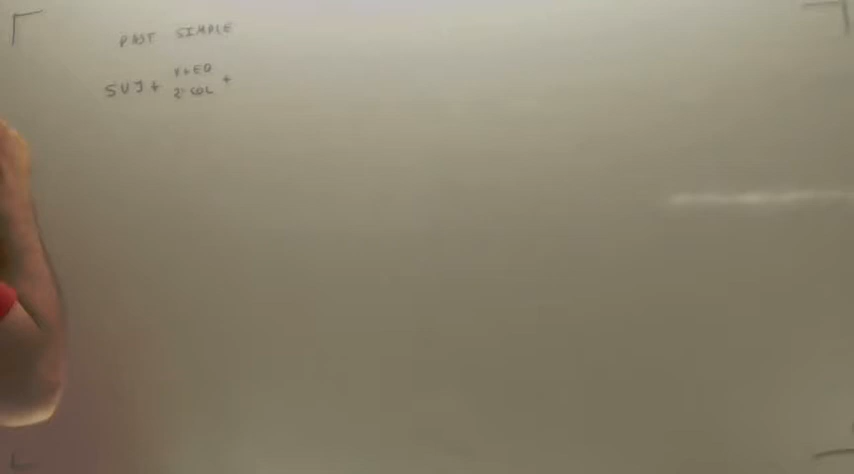 PAST SIMPLE
V+ED
SUJ + +
2ª COL